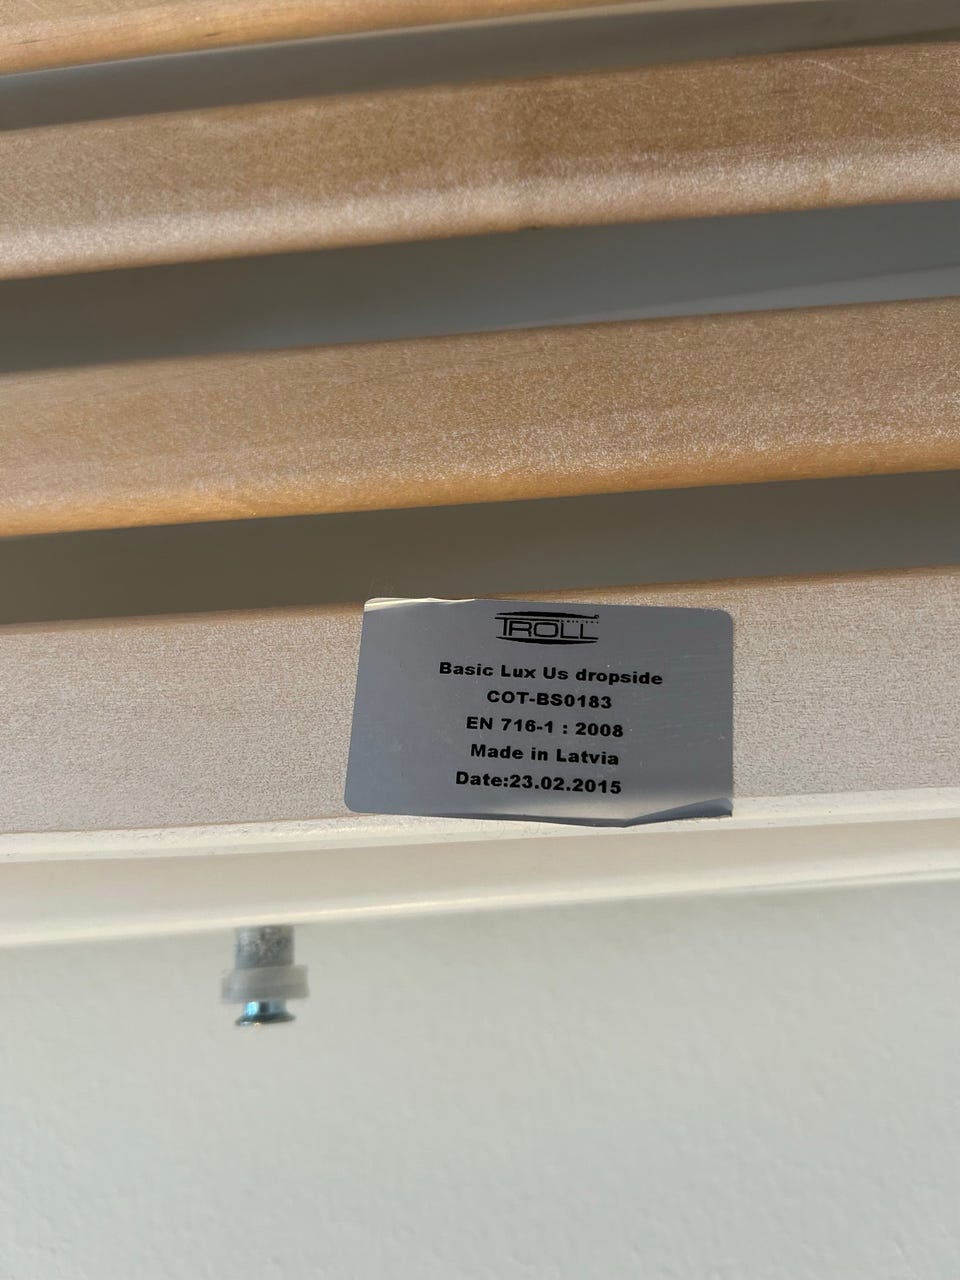 TROLL
Basic Lux Us dropside
COT-BS0183
EN 716-1 : 2008
Made in Latvia
Date:23.02.2015